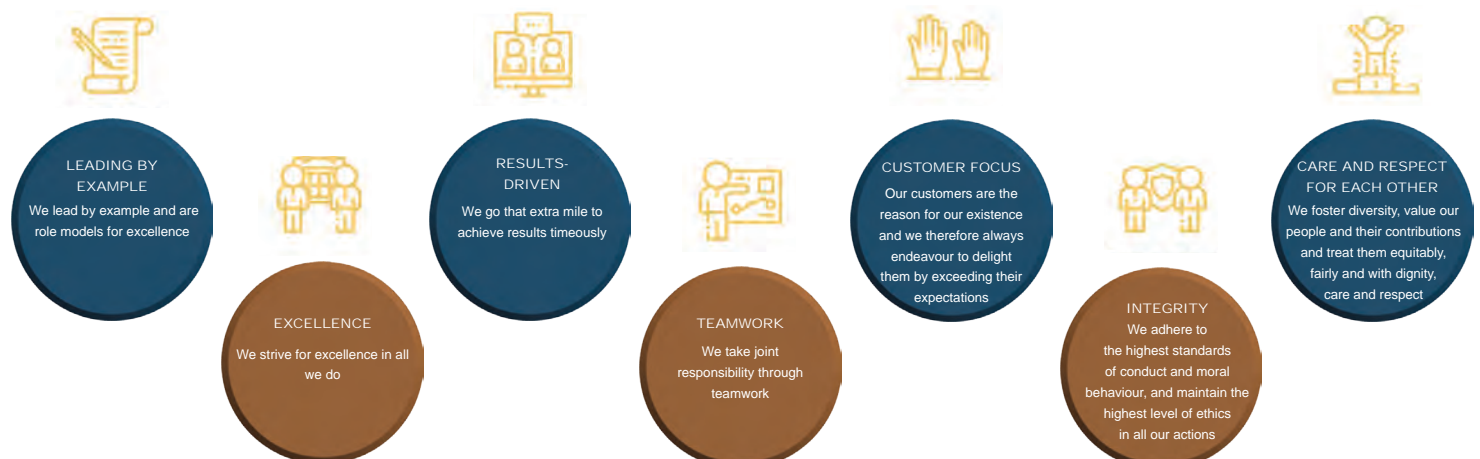 LEADING BY
EXAMPLE
We lead by example and are
role models for excellence
EXCELLENCE
We strive for excellence in all
we do
RESULTS-
DRIVEN
We go that extra mile to
achieve results timeously
TEAMWORK
We take joint
responsibility through
teamwork
CUSTOMER FOCUS
Our customers are the
reason for our existence
and we therefore always
endeavour to delight
them by exceeding their
expectations
INTEGRITY
We adhere to
the highest standards
of conduct and moral
behaviour, and maintain the
highest level of ethics
in all our actions
CARE AND RESPECT
FOR EACH OTHER
We foster diversity, value our
people and their contributions
and treat them equitably,
fairly and with dignity,
care and respect